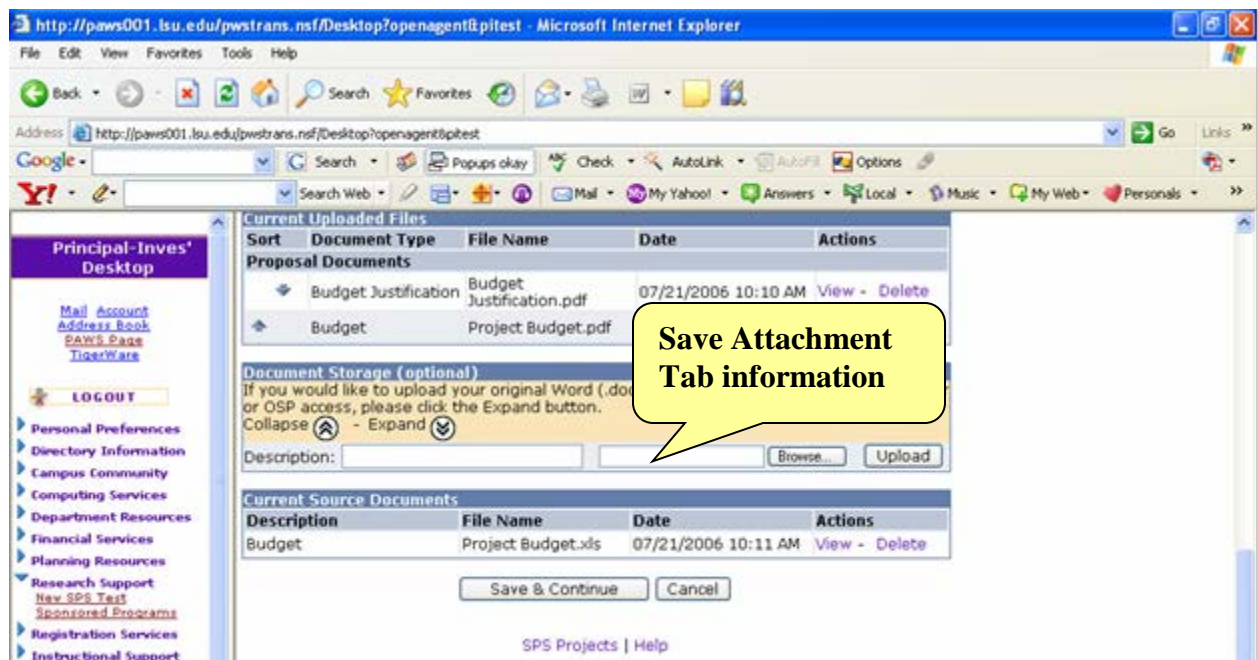 http://paws001.lsu.edu/pwstrans.nsf/Desktop?openagent&pitest - Microsoft Internet Explorer
File Edit View Favorites Tools Help
Back Search Favorites
Address http://paws001.lsu.edu/pwstrans.nsf/Desktop?openagent&pitest Go Links »
Google Search Popups okay Check AutoLink AutoFill Options
Y! Search Web Mail My Yahoo! Answers Local Music My Web Personals »
Principal-Inves' Desktop
Mail Account
Address Book
PAWS Page
TigerWare
LOGOUT
Personal Preferences
Directory Information
Campus Community
Computing Services
Department Resources
Financial Services
Planning Resources
Research Support
New SPS Test
Sponsored Programs
Registration Services
Instructional Support
Current Uploaded Files
Sort Document Type File Name Date Actions
Proposal Documents
Budget Justification Budget Justification.pdf 07/21/2006 10:10 AM View - Delete
Budget Project Budget.pdf
Save Attachment
Tab information
Document Storage (optional)
If you would like to upload your original Word (.do
or OSP access, please click the Expand button.
Collapse - Expand
Description: Browse... Upload
Current Source Documents
Description File Name Date Actions
Budget Project Budget.xls 07/21/2006 10:11 AM View - Delete
Save & Continue Cancel
SPS Projects | Help